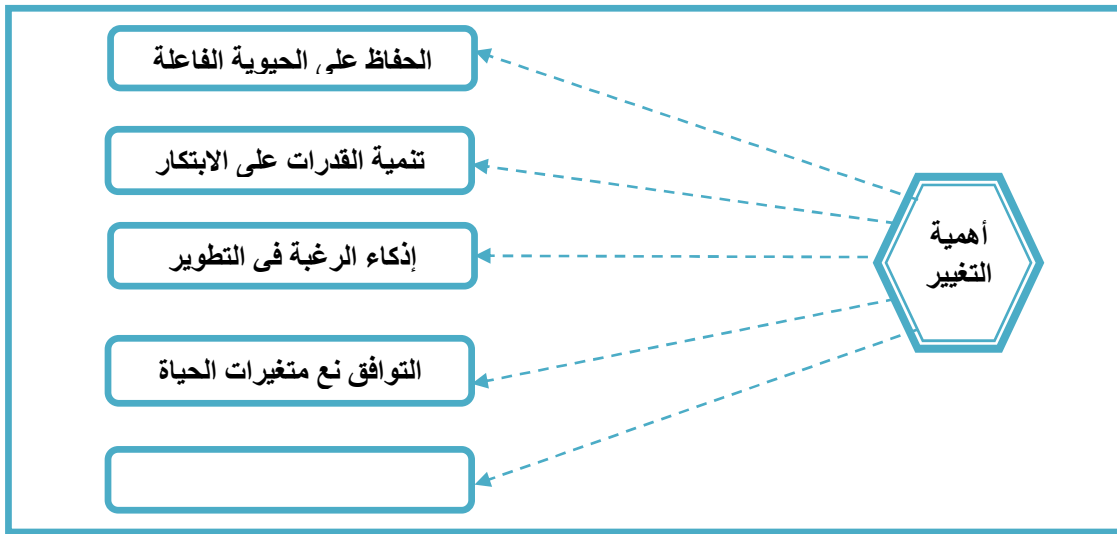 أهمية
التغيير
الحفاظ على الحيوية الفاعلة
تنمية القدرات على الابتكار
إذكاء الرغبة فى التطوير
التوافق نع متغيرات الحياة